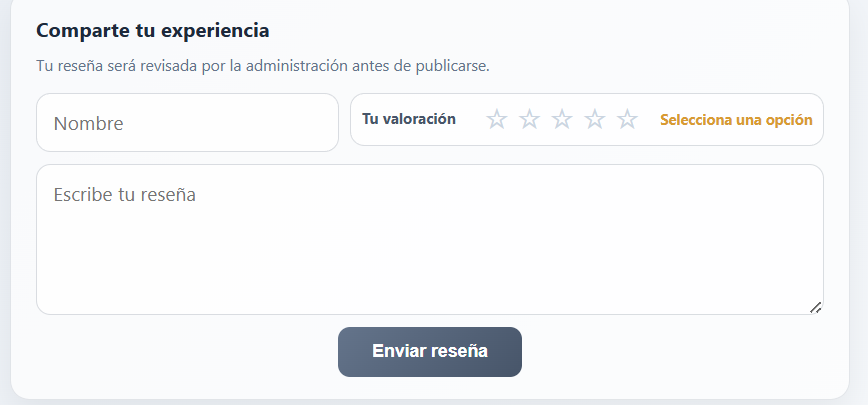 Comparte tu experiencia
Tu reseña será revisada por la administración antes de publicarse.
Nombre
Tu valoración ☆ ☆ ☆ ☆ ☆ Selecciona una opción
Escribe tu reseña
Enviar reseña